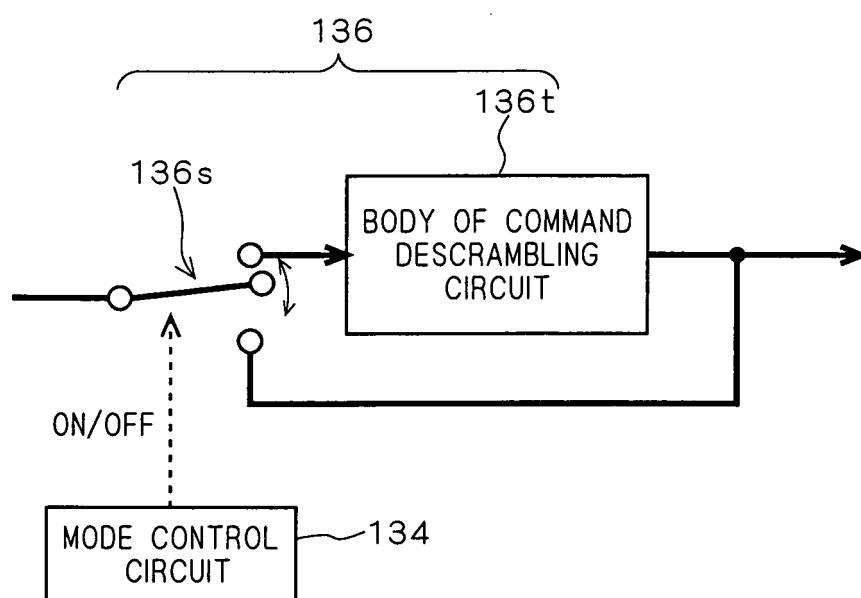 136
136t
136s
BODY OF COMMAND
DESCRAMBLING
CIRCUIT
ON/OFF
MODE CONTROL
CIRCUIT
134